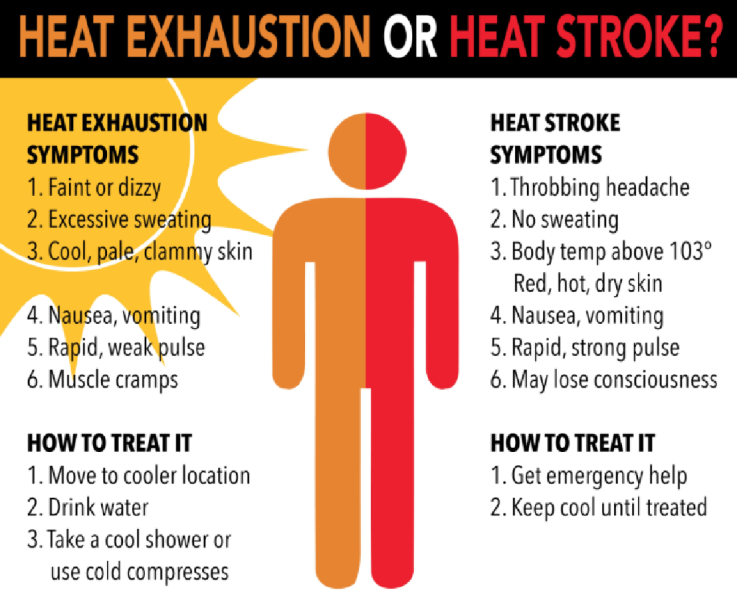 HEAT EXHAUSTION OR HEAT STROKE?
HEAT EXHAUSTION
SYMPTOMS
1. Faint or dizzy
2. Excessive sweating
3. Cool, pale, clammy skin
4. Nausea, vomiting
5. Rapid, weak pulse
6. Muscle cramps
HOW TO TREAT IT
1. Move to cooler location
2. Drink water
3. Take a cool shower or
use cold compresses
HEAT STROKE
SYMPTOMS
1. Throbbing headache
2. No sweating
3. Body temp above 103°
Red, hot, dry skin
4. Nausea, vomiting
5. Rapid, strong pulse
6. May lose consciousness
HOW TO TREAT IT
1. Get emergency help
2. Keep cool until treated